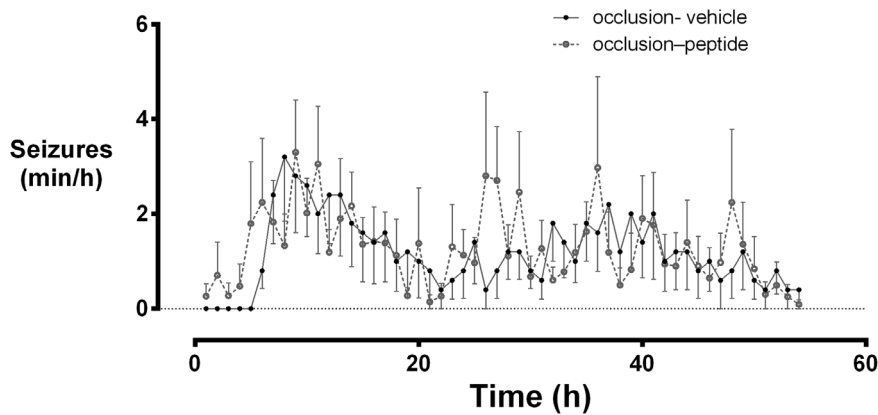 occlusion- vehicle
occlusion–peptide
Seizures
(min/h)
6
4
2
0
0
20
40
60
Time (h)